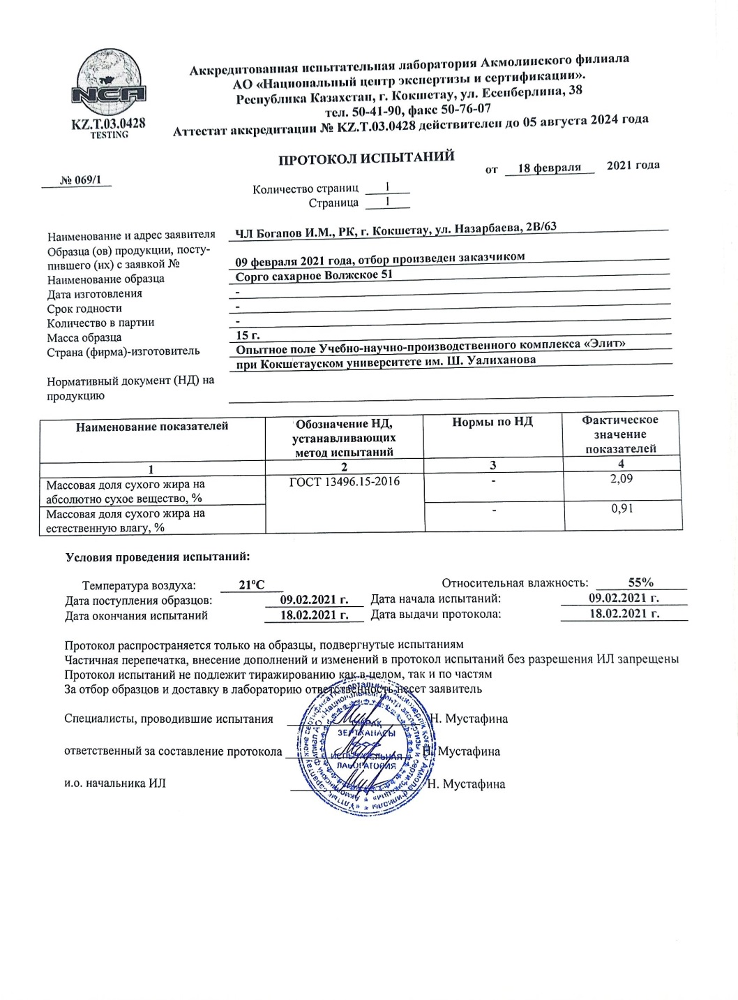 NCA
KZ.T.03.0428
TESTING
Аккредитованная испытательная лаборатория Акмолинского филиала
АО «Национальный центр экспертизы и сертификации».
Республика Казахстан, г. Кокшетау, ул. Есенберлина, 38
тел. 50-41-90, факс 50-76-07
Аттестат аккредитации № KZ.T.03.0428 действителен до 05 августа 2024 года
ПРОТОКОЛ ИСПЫТАНИЙ
№ 069/1 от 18 февраля 2021 года
Количество страниц 1
Страница 1
Наименование и адрес заявителя ЧЛ Богапов И.М., РК, г. Кокшетау, ул. Назарбаева, 2В/63
Образца (ов) продукции, посту-
пившего (их) с заявкой № 09 февраля 2021 года, отбор произведен заказчиком
Наименование образца Сорго сахарное Волжское 51
Дата изготовления -
Срок годности -
Количество в партии -
Масса образца 15 г.
Страна (фирма)-изготовитель Опытное поле Учебно-научно-производственного комплекса «Элит»
при Кокшетауском университете им. Ш. Уалиханова
Нормативный документ (НД) на
продукцию
Наименование показателей Обозначение НД, устанавливающих метод испытаний Нормы по НД Фактическое значение показателей
1 2 3 4
Массовая доля сухого жира на абсолютно сухое вещество, % ГОСТ 13496.15-2016 - 2,09
Массовая доля сухого жира на естественную влагу, % - 0,91
Условия проведения испытаний:
Температура воздуха: 21ºС Относительная влажность: 55%
Дата поступления образцов: 09.02.2021 г. Дата начала испытаний: 09.02.2021 г.
Дата окончания испытаний 18.02.2021 г. Дата выдачи протокола: 18.02.2021 г.
Протокол распространяется только на образцы, подвергнутые испытаниям
Частичная перепечатка, внесение дополнений и изменений в протокол испытаний без разрешения ИЛ запрещены
Протокол испытаний не подлежит тиражированию как в целом, так и по частям
За отбор образцов и доставку в лабораторию ответственность несет заявитель
Специалисты, проводившие испытания Н. Мустафина
ЗЕРТХАНАСЫ
ответственный за составление протокола Н. Мустафина
ИСПЫТАТЕЛЬНАЯ
ЛАБОРАТОРИЯ
и.о. начальника ИЛ Н. Мустафина